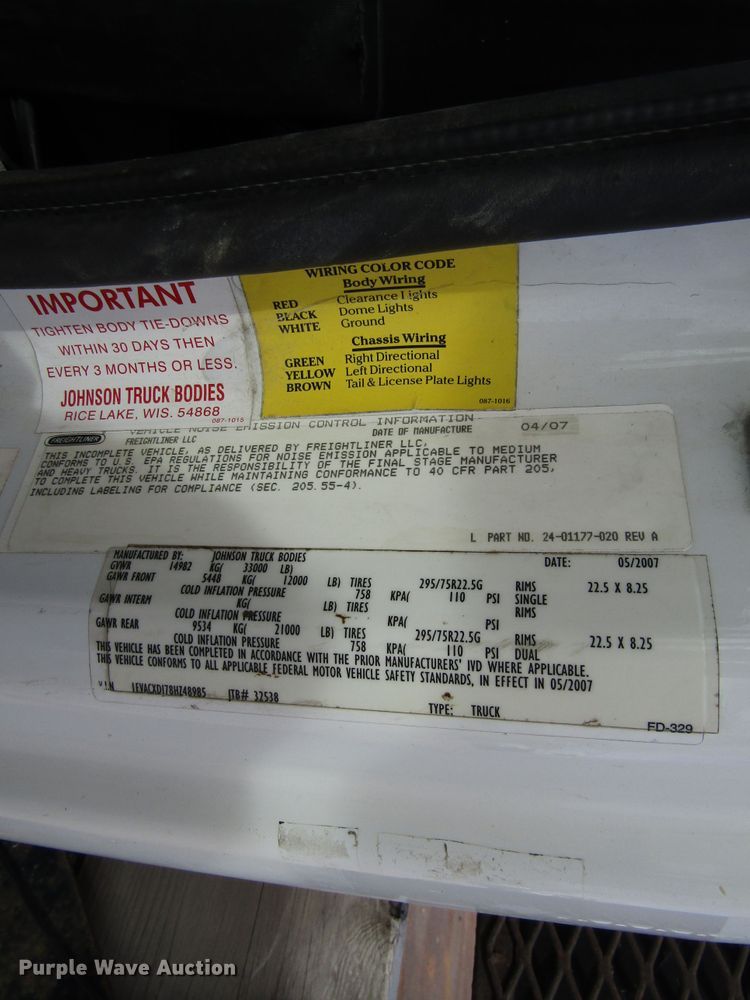 IMPORTANT
TIGHTEN BODY TIE-DOWNS
WITHIN 30 DAYS THEN
EVERY 3 MONTHS OR LESS.
JOHNSON TRUCK BODIES
RICE LAKE, WIS. 54868
087-1015
WIRING COLOR CODE
Body Wiring
RED Clearance Lights
BLACK Dome Lights
WHITE Ground
Chassis Wiring
GREEN Right Directional
YELLOW Left Directional
BROWN Tail & License Plate Lights
087-1016
VEHICLE NOISE EMISSION CONTROL INFORMATION
FREIGHTLINER FREIGHTLINER LLC DATE OF MANUFACTURE 04/07
THIS INCOMPLETE VEHICLE, AS DELIVERED BY FREIGHTLINER LLC,
CONFORMS TO U.S. EPA REGULATIONS FOR NOISE EMISSION APPLICABLE TO MEDIUM
AND HEAVY TRUCKS. IT IS THE RESPONSIBILITY OF THE FINAL STAGE MANUFACTURER
TO COMPLETE THIS VEHICLE WHILE MAINTAINING CONFORMANCE TO 40 CFR PART 205,
INCLUDING LABELING FOR COMPLIANCE (SEC. 205.55-4).
L PART NO. 24-01177-020 REV A
MANUFACTURED BY: JOHNSON TRUCK BODIES DATE: 05/2007
GVWR 14982 KG( 33000 LB)
GAWR FRONT 5448 KG( 12000 LB) TIRES 295/75R22.5G RIMS 22.5 X 8.25
COLD INFLATION PRESSURE 758 KPA( 110 PSI SINGLE
GAWR INTERM KG( LB) TIRES RIMS
COLD INFLATION PRESSURE KPA( PSI
GAWR REAR 9534 KG( 21000 LB) TIRES 295/75R22.5G RIMS 22.5 X 8.25
COLD INFLATION PRESSURE 758 KPA( 110 PSI DUAL
THIS VEHICLE HAS BEEN COMPLETED IN ACCORDANCE WITH THE PRIOR MANUFACTURERS' IVD WHERE APPLICABLE.
THIS VEHICLE CONFORMS TO ALL APPLICABLE FEDERAL MOTOR VEHICLE SAFETY STANDARDS, IN EFFECT IN 05/2007
V.I.N. 1FVACXDJ78HZ48985 JTB# 32538
TYPE: TRUCK
FD-329
Purple Wave Auction